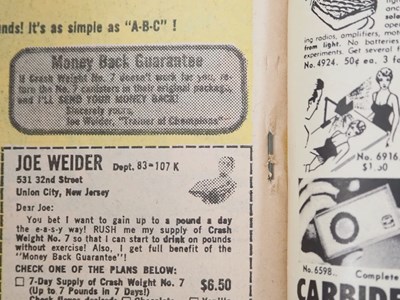 unds! It's as simple as "A-B-C" !
Money Back Guarantee
If Crash Weight No. 7 doesn't work for you, re-
turn the No. 7 canisters in their original package,
and I'LL SEND YOUR MONEY BACK!
Sincerely yours,
Joe Weider, "Trainer of Champions"
JOE WEIDER Dept. 83-107 K
531 32nd Street
Union City, New Jersey
Dear Joe:
You bet I want to gain up to a pound a day
the e-a-s-y way! RUSH me my supply of Crash
Weight No. 7 so that I can start to drink on pounds
without exercise! Also, I get full benefit of the
"Money Back Guarantee"!
CHECK ONE OF THE PLANS BELOW:
7-Day Supply of Crash Weight No. 7 $6.50
(Up to 7 Pounds in 7 Days!)
ing radios, amplifiers, moto
from light. No batteries
Get several for experim
No. 4924. 50¢ ea. 3 fo
No. 6916
$1.50
No. 6598 Complete
CARBIDE